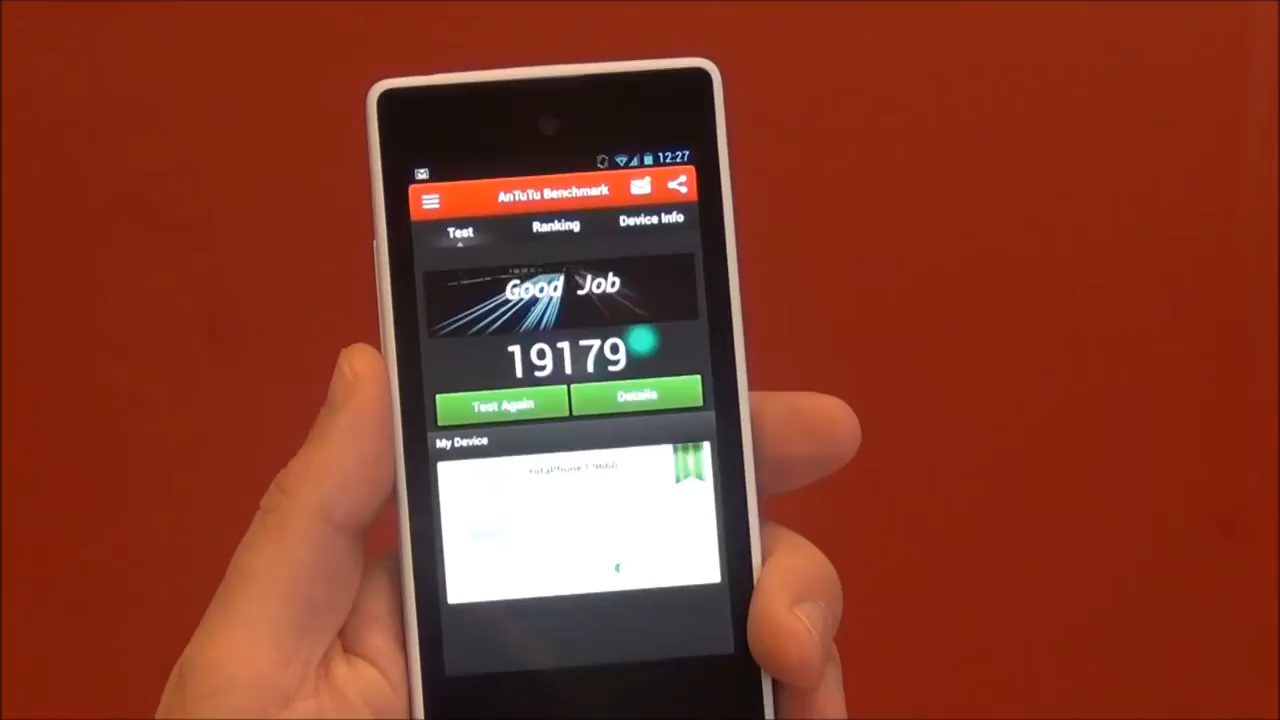 12:27
AnTuTu Benchmark
Test Ranking Device Info
Good Job
19179
Test Again Details
My Device